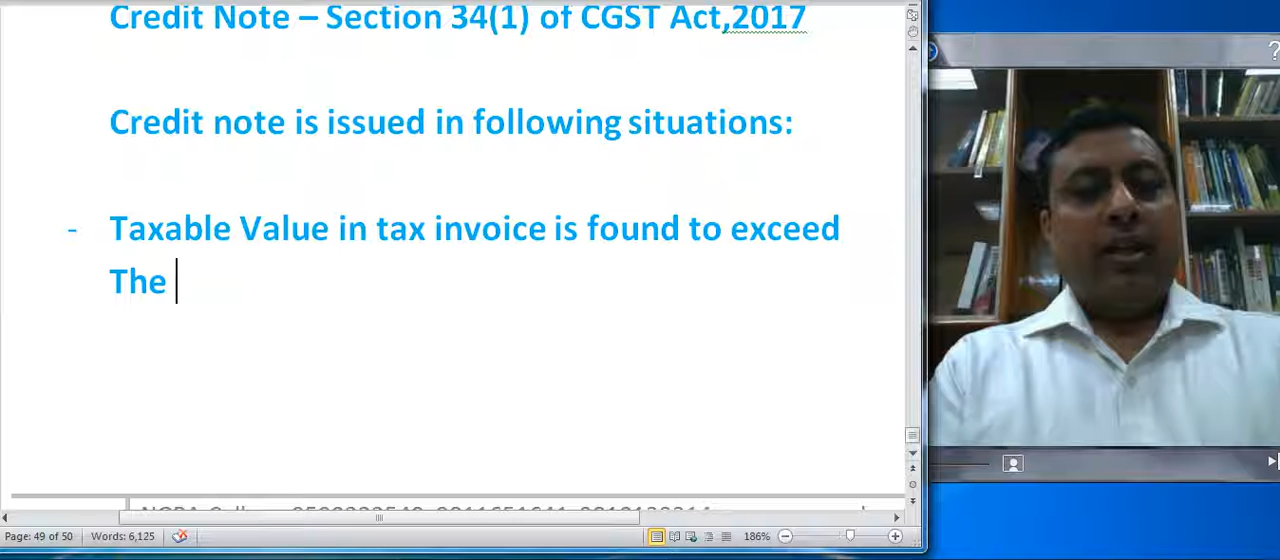 Credit Note – Section 34(1) of CGST Act,2017
Credit note is issued in following situations:
- Taxable Value in tax invoice is found to exceed
The
Page: 49 of 50 Words: 6,125 186%